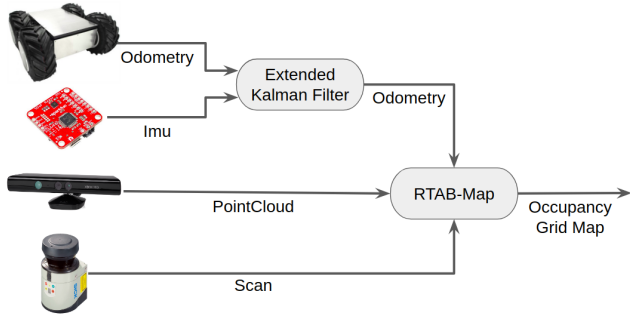 Odometry
Extended
Kalman Filter
Imu
Odometry
RTAB-Map
PointCloud
Occupancy
Grid Map
Scan